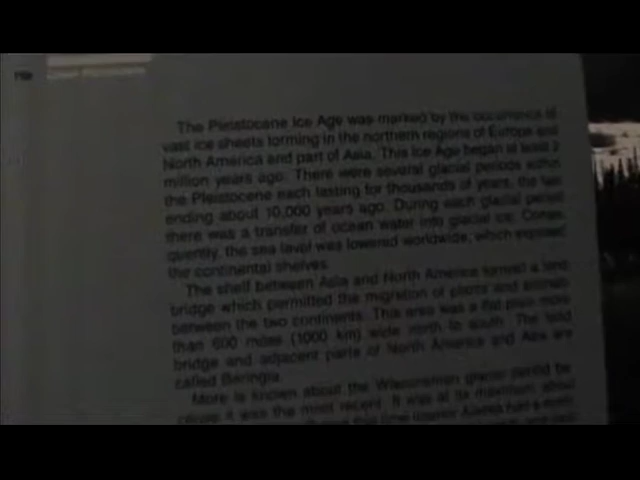 The Pleistocene Ice Age was marked by the occurrence of
vast ice sheets forming in the northern regions of Europe and
North America and part of Asia. This Ice Age began at least 2
million years ago. There were several glacial periods within
the Pleistocene each lasting for thousands of years, the last
ending about 10,000 years ago. During each glacial period
there was a transfer of ocean water into glacial ice. Conse-
quently, the sea level was lowered worldwide, which exposed
the continental shelves.
The shelf between Asia and North America formed a land
bridge which permitted the migration of plants and animals
between the two continents. This area was a flat plain more
than 600 miles (1000 km) wide north to south. The land
bridge and adjacent parts of North America and Asia are
called Beringia.
More is known about the Wisconsinan glacial period be-
cause it was the most recent. It was at its maximum about
this time interior Alaska had a more